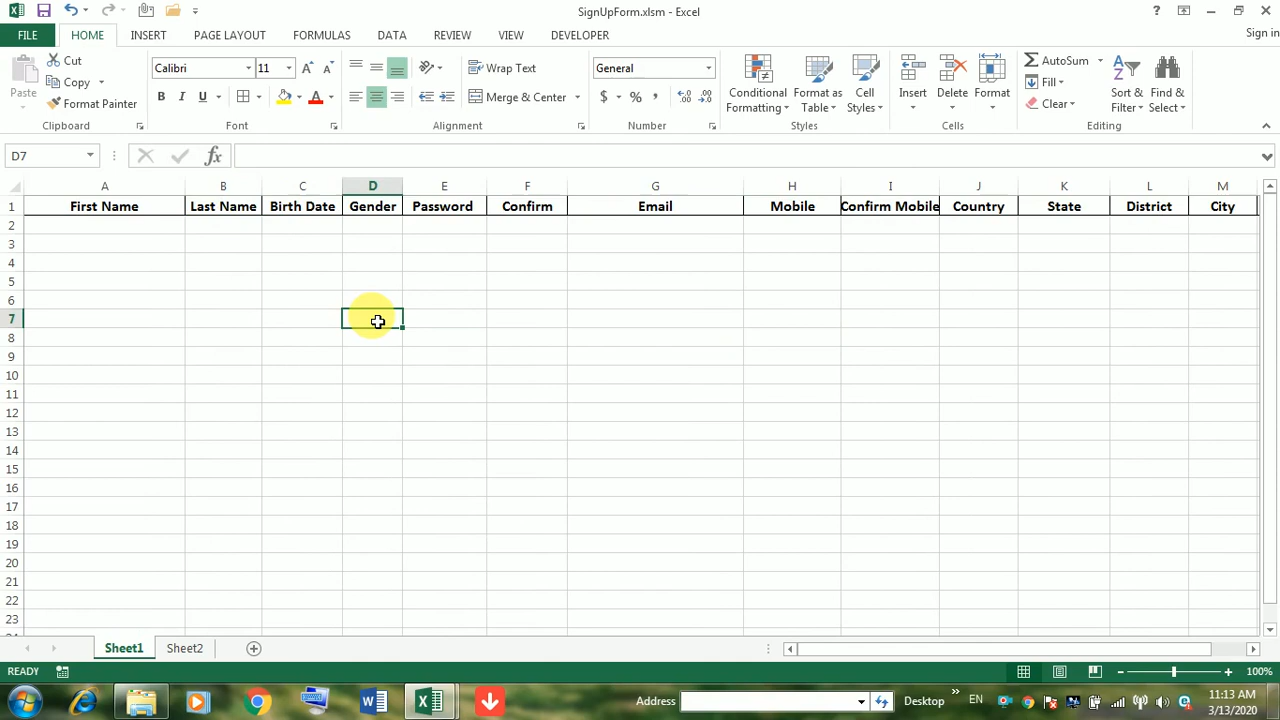 SignUpForm.xlsm - Excel
FILE HOME INSERT PAGE LAYOUT FORMULAS DATA REVIEW VIEW DEVELOPER Sign in
Paste Cut Copy Format Painter
Calibri 11
B I U
Wrap Text
Merge & Center
General
$ % ,
Conditional Formatting
Format as Table
Cell Styles
Insert Delete Format
AutoSum Fill Clear
Sort & Filter
Find & Select
Clipboard Font Alignment Number Styles Cells Editing
D7 fx
A B C D E F G H I J K L M
1 First Name Last Name Birth Date Gender Password Confirm Email Mobile Confirm Mobile Country State District City
2
3
4
5
6
7
8
9
10
11
12
13
14
15
16
17
18
19
20
21
22
23
24
Sheet1 Sheet2
READY 100%
Address Desktop EN 11:13 AM
3/13/2020